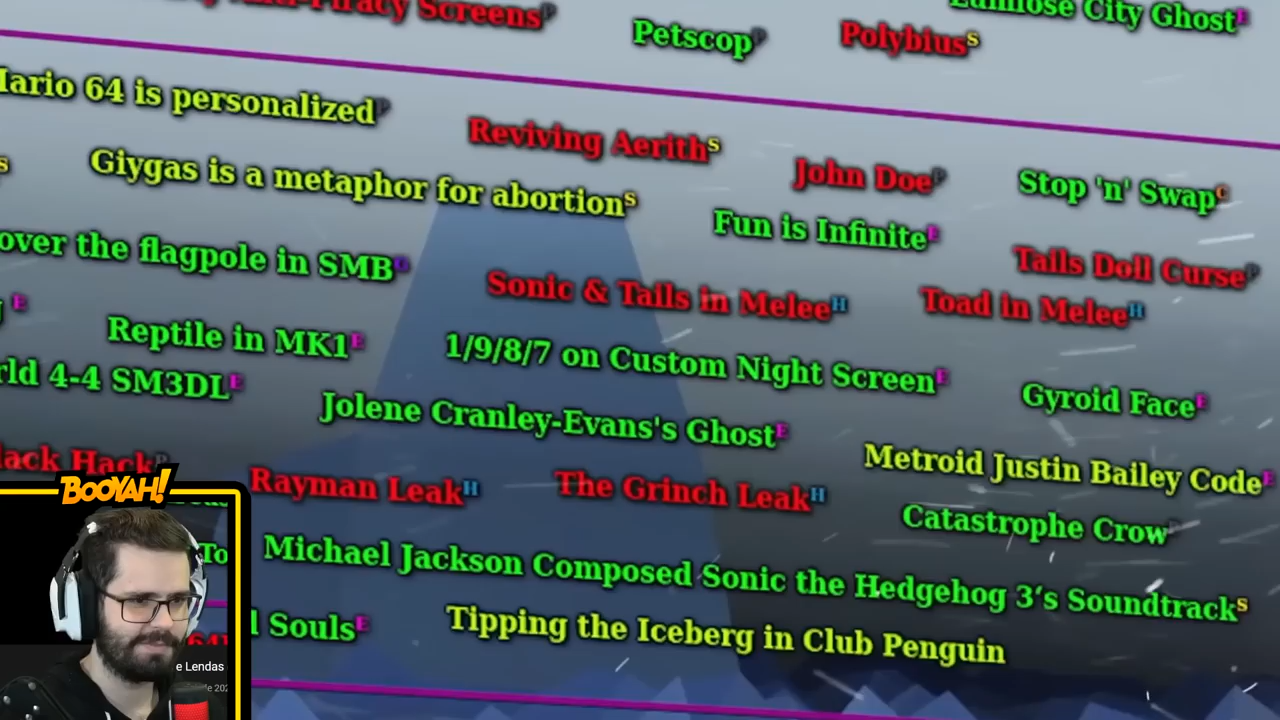 Piracy Screens P
Petscop P
Polybius S
City Ghost E
Mario 64 is personalized P
Reviving Aerith S
John Doe P
Stop 'n' Swap C
S
Giygas is a metaphor for abortion S
Fun is Infinite E
Tails Doll Curse P
over the flagpole in SMB G
Sonic & Tails in Melee H
Toad in Melee H
E
Reptile in MK1 E
1/9/8/7 on Custom Night Screen E
Gyroid Face E
4-4 SM3DL E
Jolene Cranley-Evans's Ghost E
Metroid Justin Bailey Code E
Hack P
Rayman Leak H
The Grinch Leak H
Catastrophe Crow
Michael Jackson Composed Sonic the Hedgehog 3's Soundtrack S
Souls E
Tipping the Iceberg in Club Penguin
BOOYAH!
e Lendas